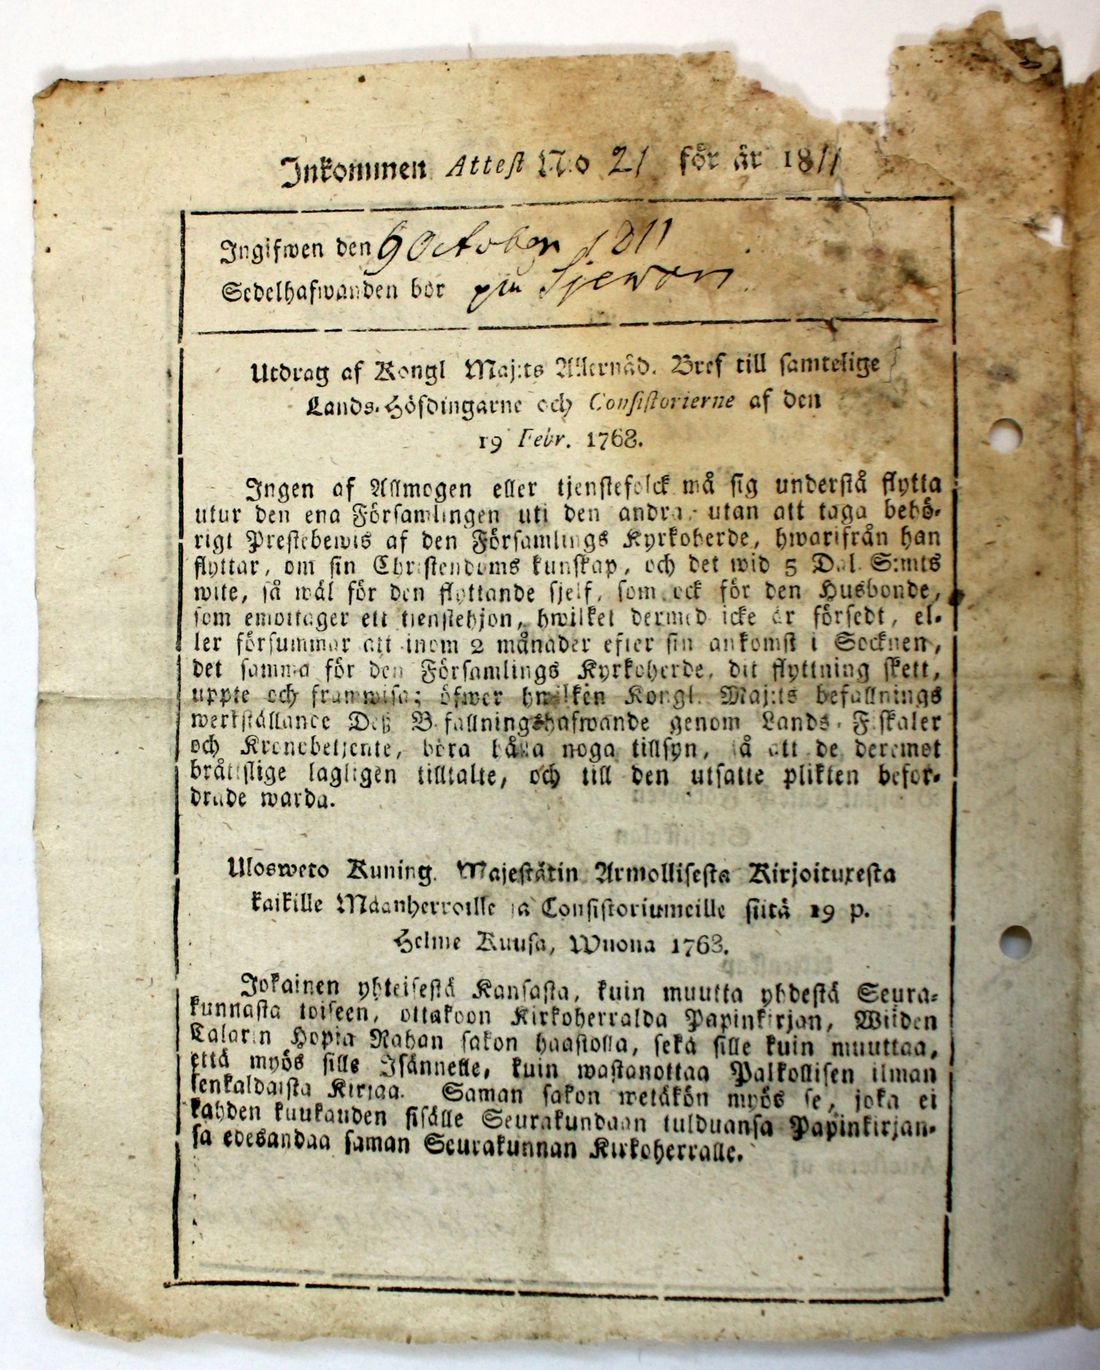 Inkommen Attest No 21 för år 1811
Ingifwen den 9 October 1811
Sedelhafwanden bor på
Utdrag af Kongl Maj:ts Allernåd. Bref till samtelige
Lands-Höfdingarne och Consistorierne af den
19 Febr. 1768.
Ingen af Allmogen eller tjenstefolck må sig understå flytta
utur den ena Församlingen uti den andra, utan att taga behö-
rigt Prestebewis af den Församlings Kyrkoherde, hwarifrån han
flyttar, om sin Christendoms kunskap, och det wid 5 Dal. S:mts
wite, så wäl för den flyttande sjelf, som ock för den Husbonde,
som emottager ett tienstehjon, hwilket dermed icke är försedt, el-
ler försummar att inom 2 månader efter sin ankomst i Socknen,
det samma för den Församlings Kyrkoherde, dit flyttning skett,
uppte och framwisa; öfwer hwilken Kongl. Maj:ts befallnings
werkställance Deß Befallningshafwande genom Lands-Fiskaler
och Kronebetjente, böra hålla noga tillsyn, så att de deremot
bråttslige lagligen tilltalte, och till den utsatte plikten befor-
drade warda.
Ulosweto Kuning. Majestätin Armollisesta Kirjoituxesta
kaikille Maanherroille ja Consistoriumeille siitä 19 p.
Helme Kuusa, Wuona 1768.
Jokainen yhteisestä Kansasta, kuin muutta yhdestä Seura-
kunnasta toiseen, ottakoon Kirkoherralda Papinkirjan, Wiiden
Talarin Hopia Rahan sakon haastolla, sekä sille kuin muuttaa,
että myös sille Isännelle, kuin wastanottaa Palkollisen ilman
senkaldaista Kirjaa. Saman sakon wetäkön myös se, joka ei
kahden kuukauden sisälle Seurakundaan tulduansa Papinkirjan-
sa edesandaa saman Seurakunnan Kirkoherralle.